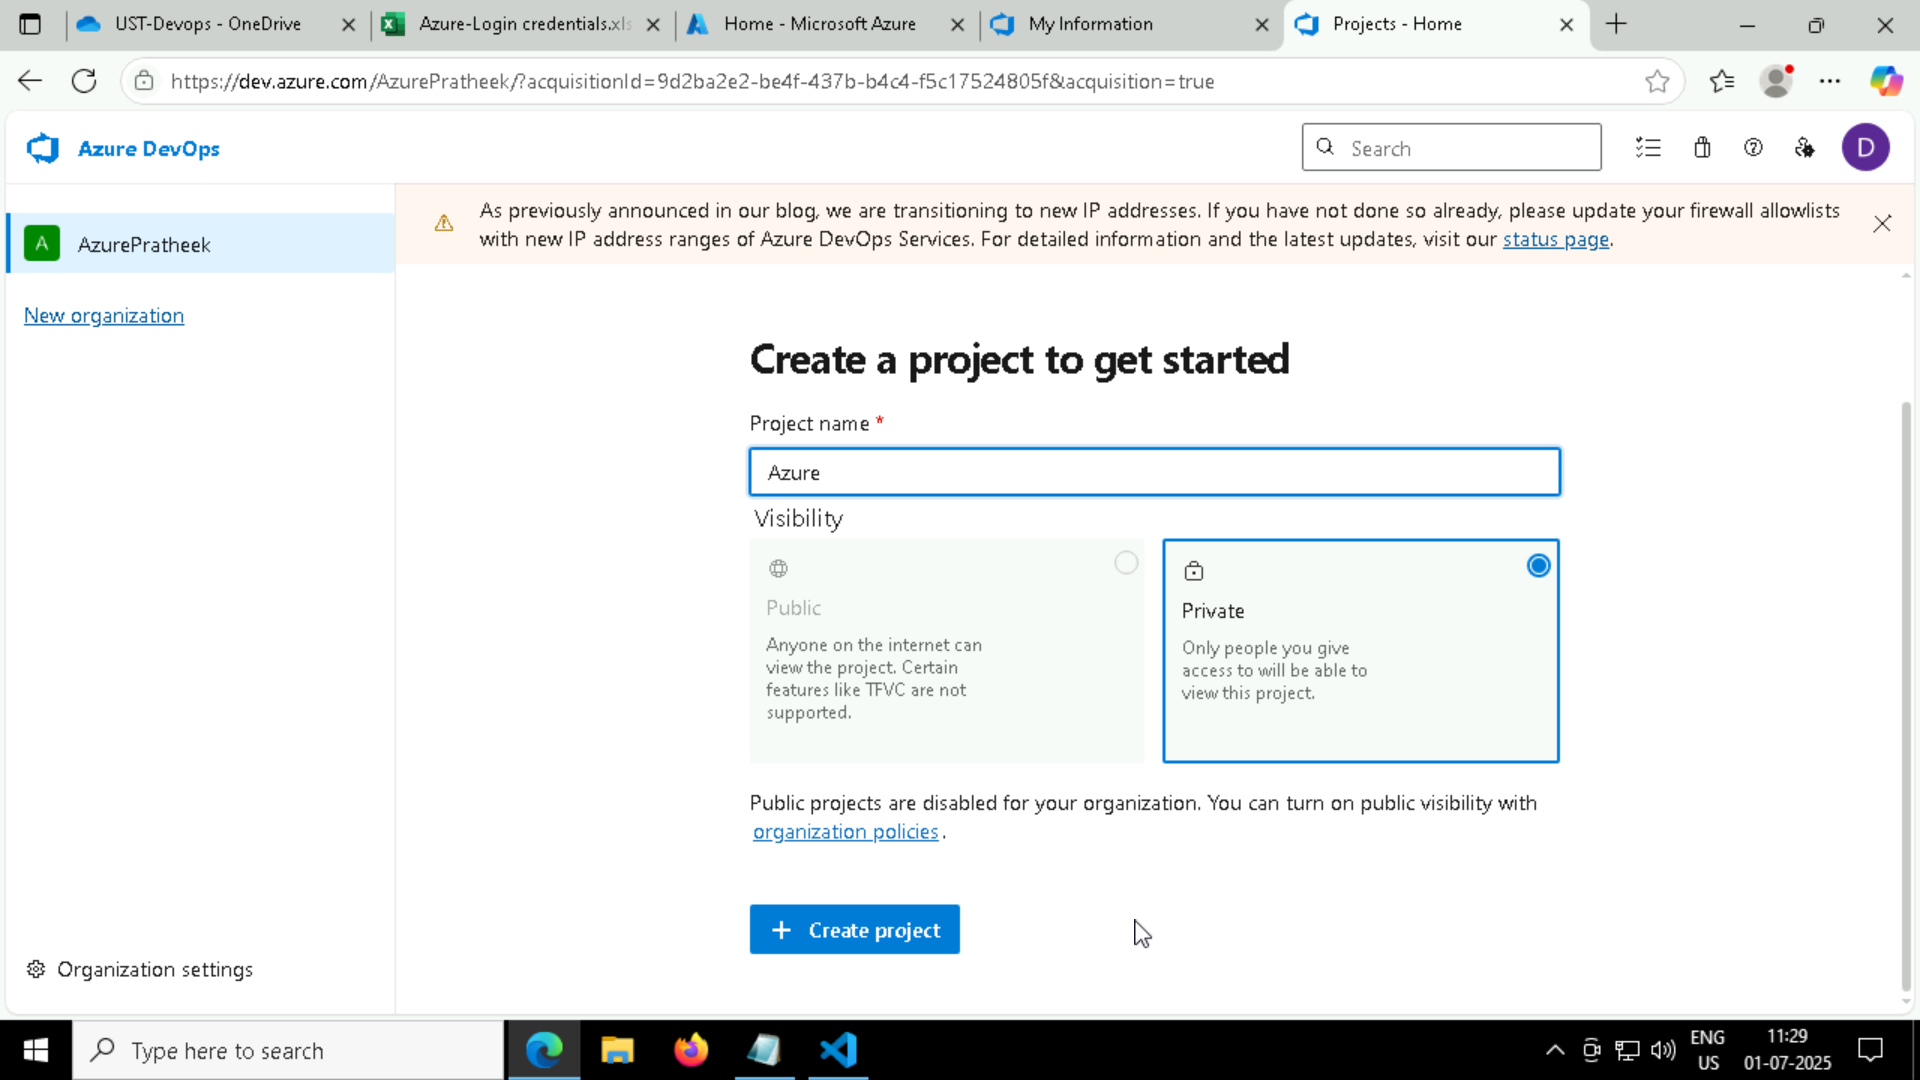 UST-Devops - OneDrive
Azure-Login credentials.xls
Home - Microsoft Azure
My Information
Projects - Home
https://dev.azure.com/AzurePratheek/?acquisitionId=9d2ba2e2-be4f-437b-b4c4-f5c17524805f&acquisition=true
Azure DevOps
Search
D
A AzurePratheek
New organization
As previously announced in our blog, we are transitioning to new IP addresses. If you have not done so already, please update your firewall allowlists
with new IP address ranges of Azure DevOps Services. For detailed information and the latest updates, visit our status page.
Create a project to get started
Project name *
Azure
Visibility
Public
Anyone on the internet can
view the project. Certain
features like TFVC are not
supported.
Private
Only people you give
access to will be able to
view this project.
Public projects are disabled for your organization. You can turn on public visibility with
organization policies.
+ Create project
Organization settings
Type here to search
ENG
US
11:29
01-07-2025